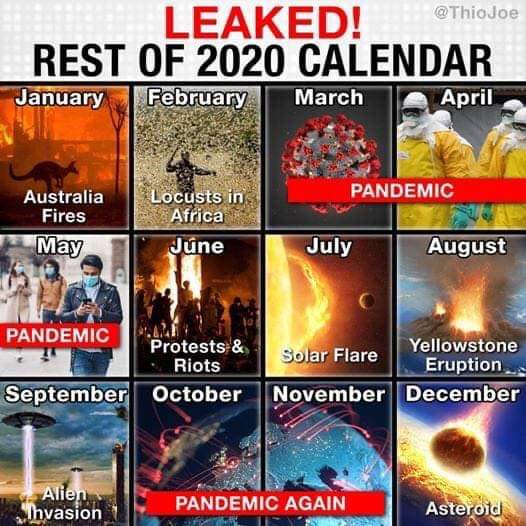 @ThioJoe
LEAKED!
REST OF 2020 CALENDAR
January
February
March
April
Australia
Fires
Locusts in
Africa
PANDEMIC
May
June
July
August
PANDEMIC
Protests &
Riots
Solar Flare
Yellowstone
Eruption
September
October
November
December
Alien
Invasion
PANDEMIC AGAIN
Asteroid